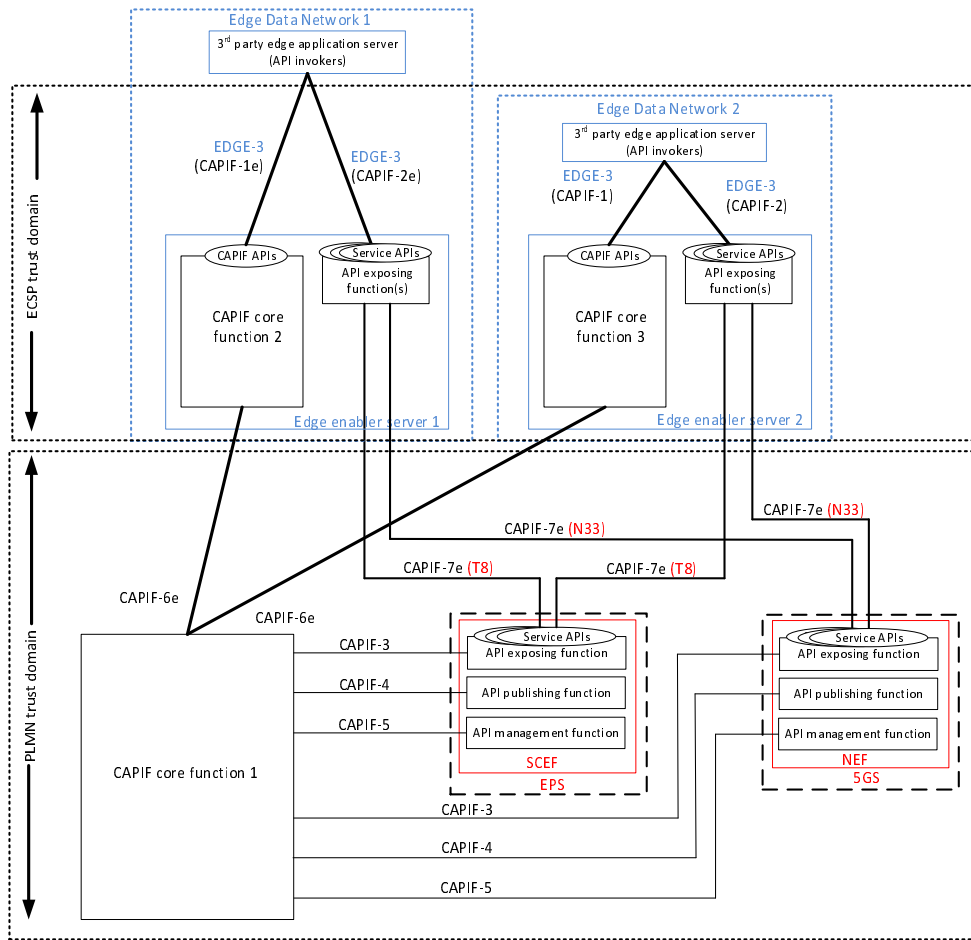 Edge Data Network 1
3rd party edge application server
(API invokers)
Edge Data Network 2
3rd party edge application server
(API invokers)
EDGE-3
(CAPIF-1e)
EDGE-3
(CAPIF-2e)
EDGE-3
(CAPIF-1)
EDGE-3
(CAPIF-2)
ECSP trust domain
CAPIF APIs
Service APIs
API exposing
function(s)
CAPIF core
function 2
Edge enabler server 1
CAPIF APIs
Service APIs
API exposing
function(s)
CAPIF core
function 3
Edge enabler server 2
PLMN trust domain
CAPIF-7e (N33)
CAPIF-7e (N33)
CAPIF-7e (T8)
CAPIF-7e (T8)
CAPIF-6e
CAPIF-6e
CAPIF core function 1
CAPIF-3
CAPIF-4
CAPIF-5
Service APIs
API exposing function
API publishing function
API management function
SCEF
EPS
Service APIs
API exposing function
API publishing function
API management function
NEF
5GS
CAPIF-3
CAPIF-4
CAPIF-5